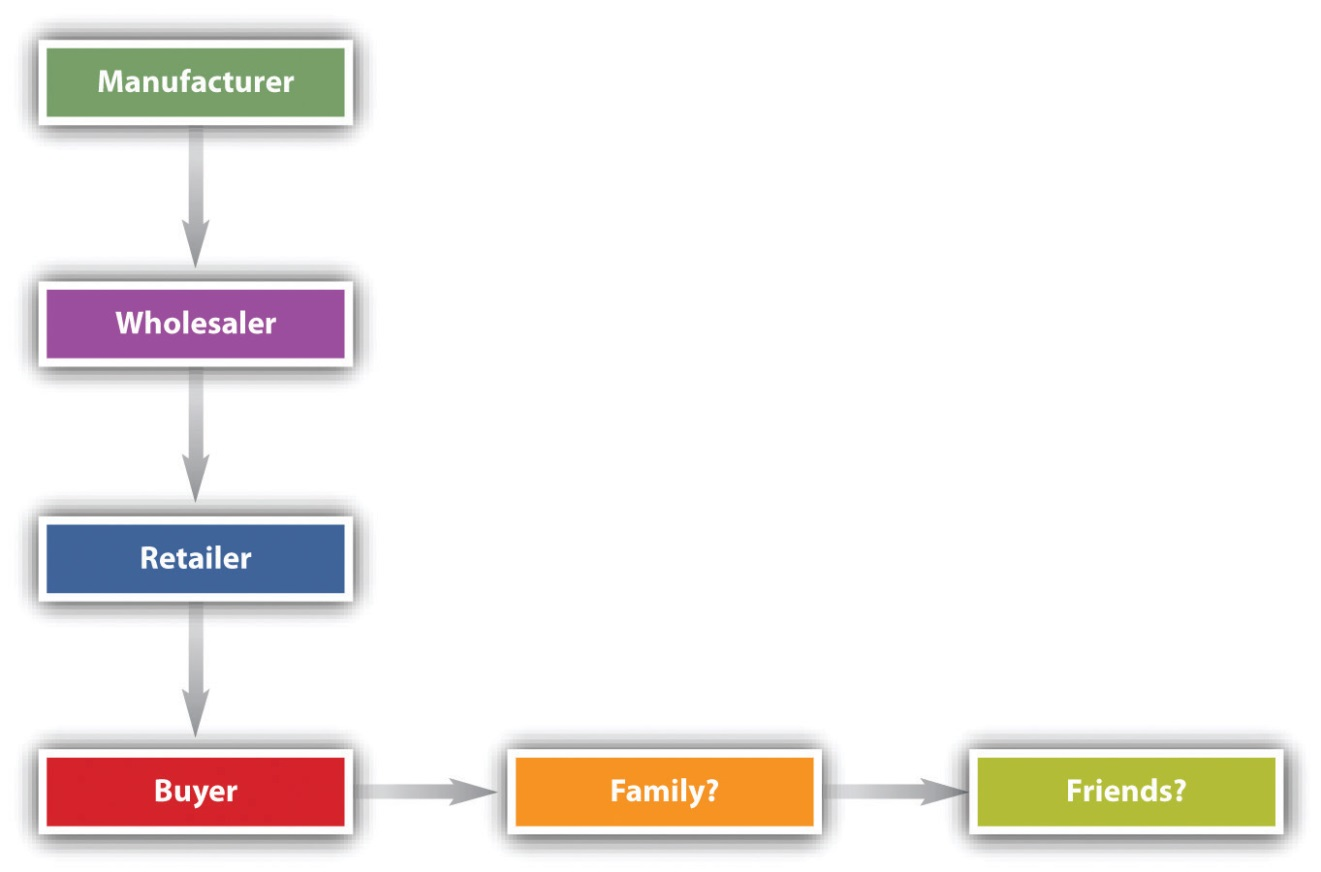 Manufacturer
Wholesaler
Retailer
Buyer
Family?
Friends?